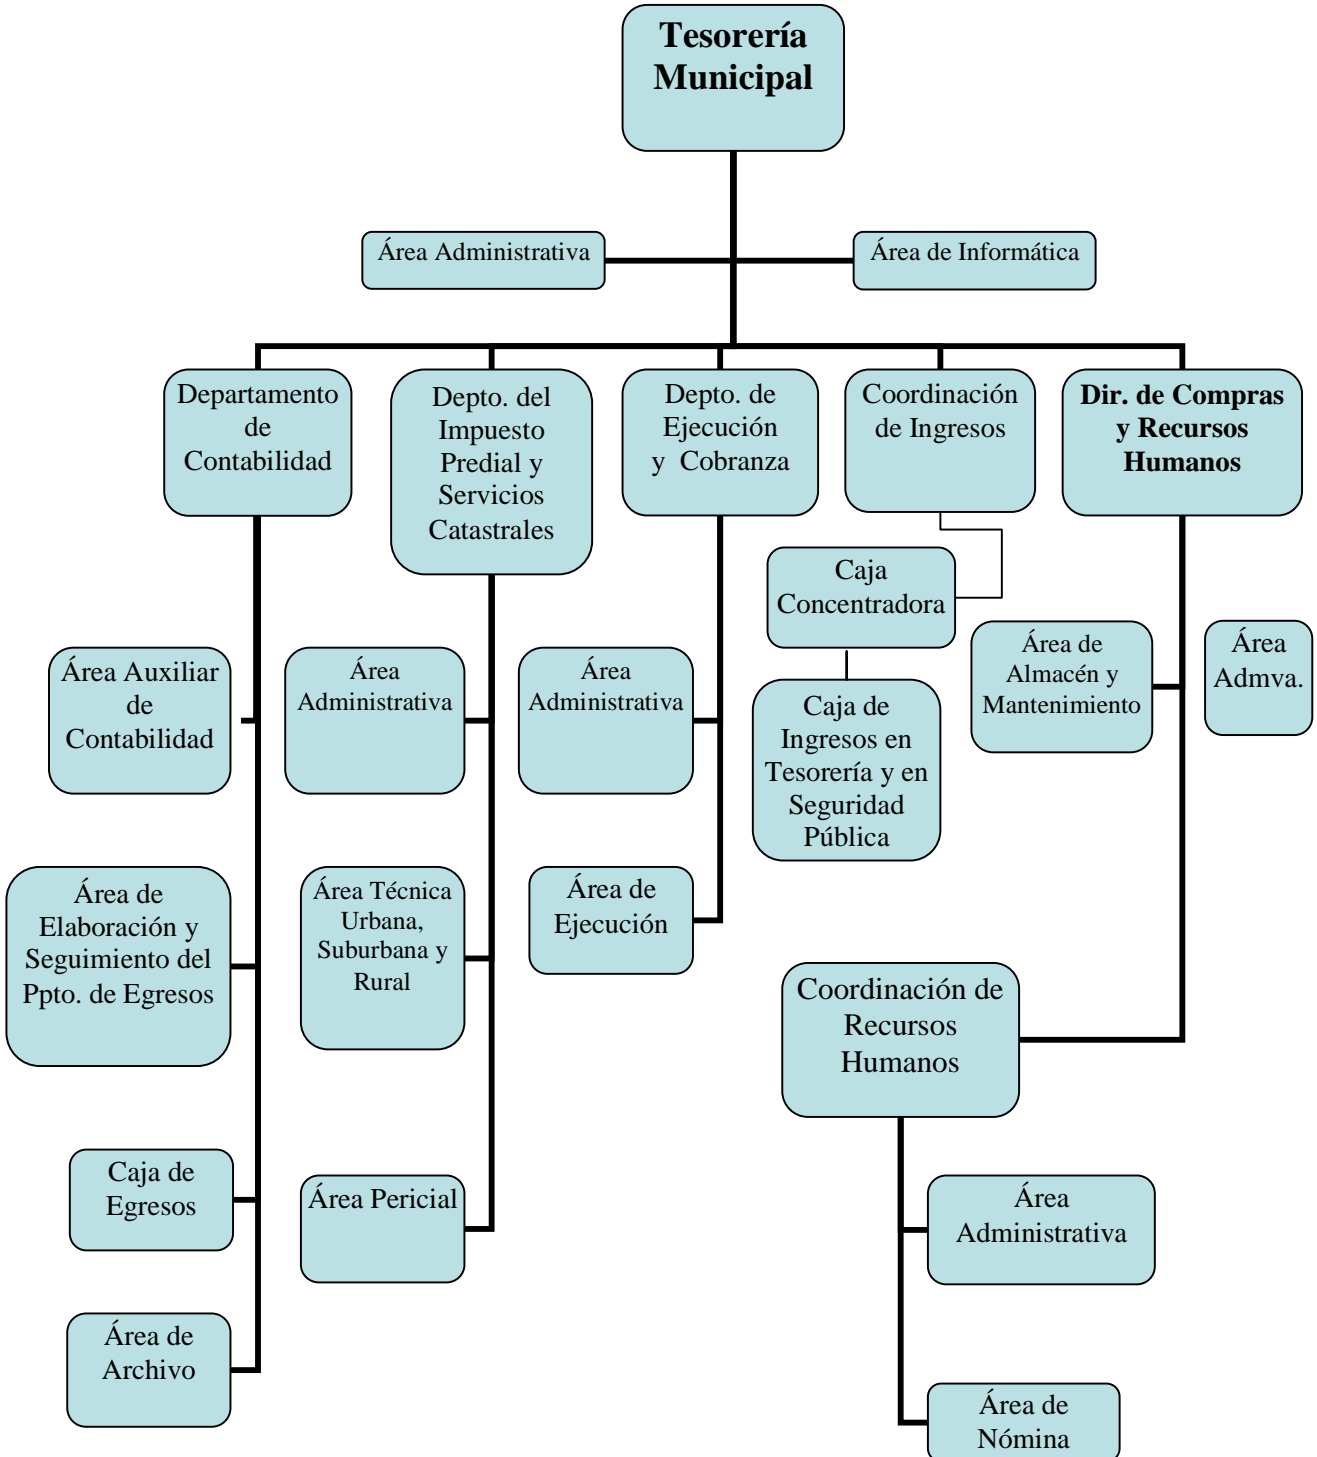 Tesorería
Municipal
Área Administrativa
Área de Informática
Departamento
de
Contabilidad
Depto. del
Impuesto
Predial y
Servicios
Catastrales
Depto. de
Ejecución
y Cobranza
Coordinación
de Ingresos
Dir. de Compras
y Recursos
Humanos
Caja
Concentradora
Área Auxiliar
de
Contabilidad
Área
Administrativa
Área
Administrativa
Caja de
Ingresos en
Tesorería y en
Seguridad
Pública
Área de
Almacén y
Mantenimiento
Área
Admva.
Área de
Elaboración y
Seguimiento del
Ppto. de Egresos
Área Técnica
Urbana,
Suburbana y
Rural
Área de
Ejecución
Coordinación de
Recursos
Humanos
Caja de
Egresos
Área Pericial
Área
Administrativa
Área de
Archivo
Área de
Nómina